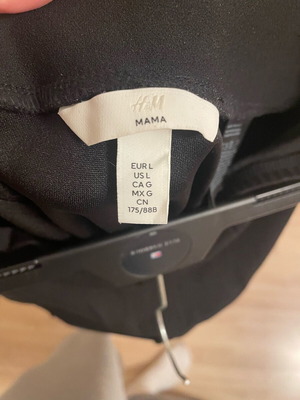 H&M
MAMA
EUR L
US L
CA G
MX G
CN
175/88B